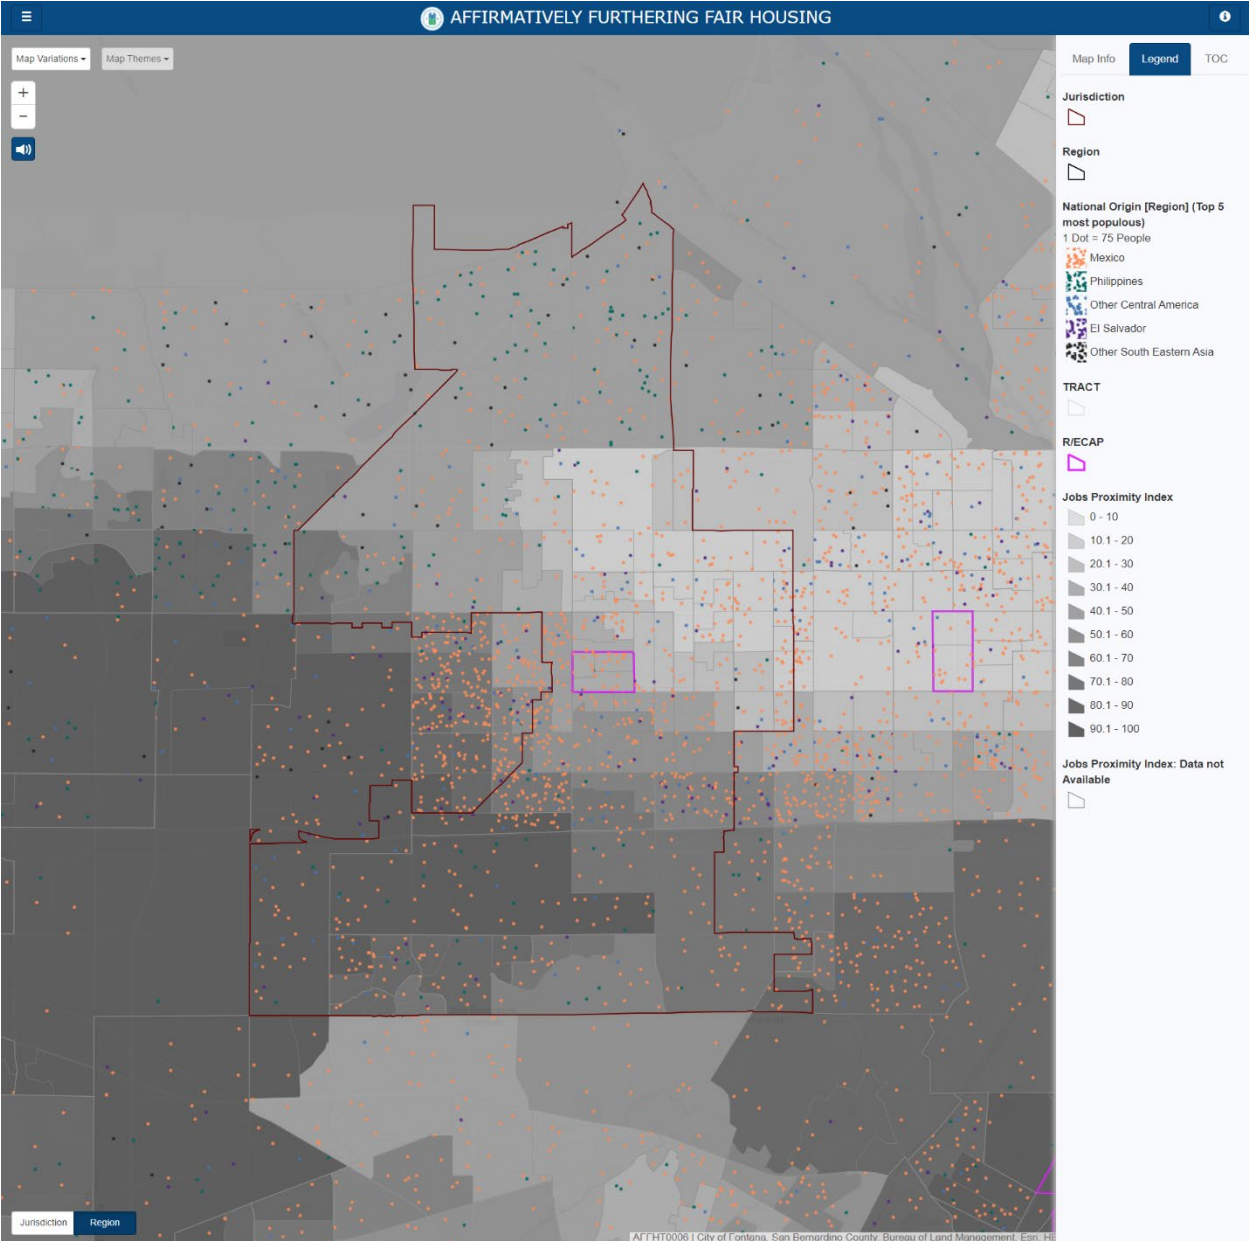 AFFIRMATIVELY FURTHERING FAIR HOUSING
Map Variations
Map Themes
+
−
Map Info
Legend
TOC
Jurisdiction
Region
National Origin [Region] (Top 5
most populous)
1 Dot = 75 People
Mexico
Philippines
Other Central America
El Salvador
Other South Eastern Asia
TRACT
R/ECAP
Jobs Proximity Index
0 - 10
10.1 - 20
20.1 - 30
30.1 - 40
40.1 - 50
50.1 - 60
60.1 - 70
70.1 - 80
80.1 - 90
90.1 - 100
Jobs Proximity Index: Data not
Available
Jurisdiction
Region
AFFHT0006 | City of Fontana, San Bernardino County, Bureau of Land Management, Esri, HE